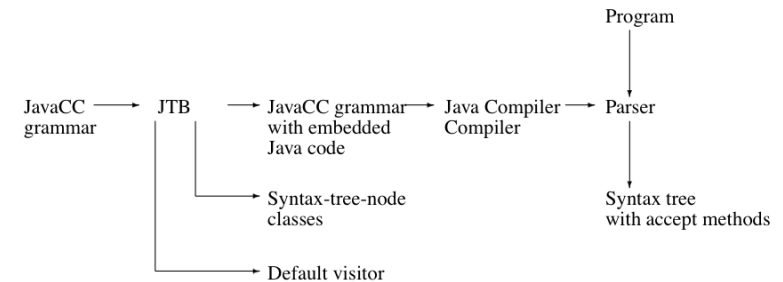 Program
JavaCC
grammar
JTB
JavaCC grammar
with embedded
Java code
Java Compiler
Compiler
Parser
Syntax-tree-node
classes
Syntax tree
with accept methods
Default visitor